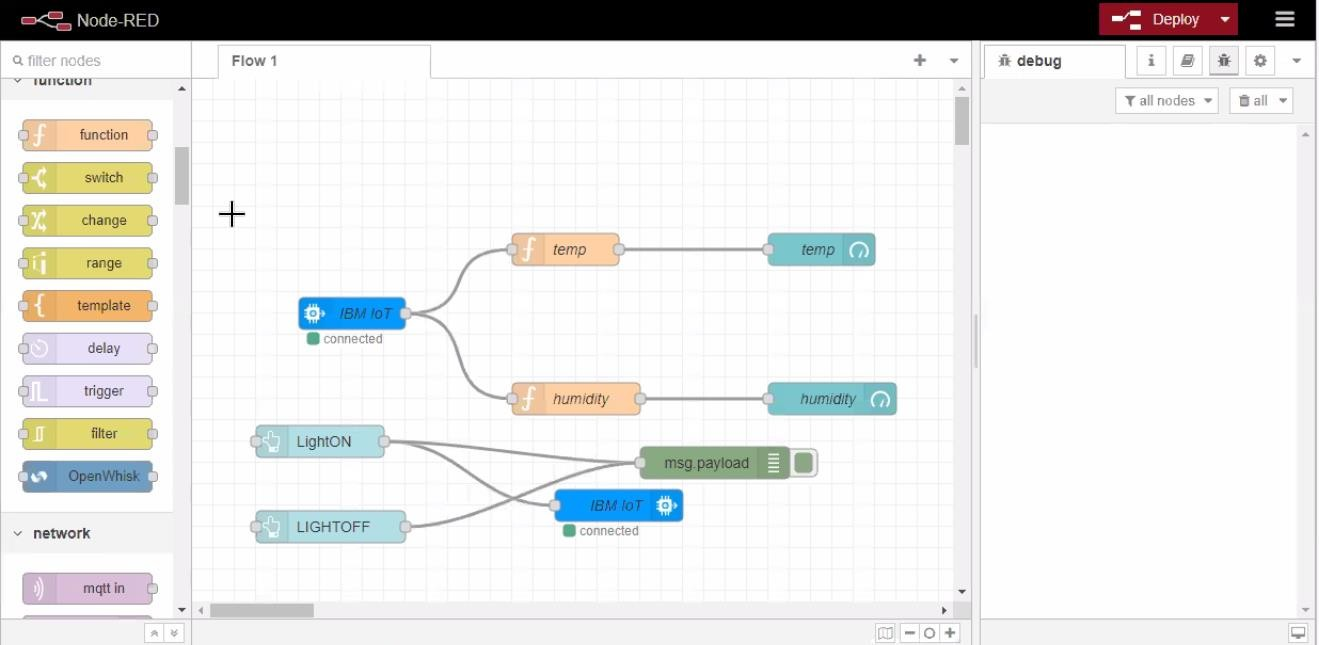 Node-RED
Deploy
filter nodes
Flow 1
debug
function
all nodes
all
function
switch
change
range
template
delay
trigger
filter
OpenWhisk
network
mqtt in
temp
temp
IBM IoT
connected
humidity
humidity
LightON
msg.payload
IBM IoT
connected
LIGHTOFF